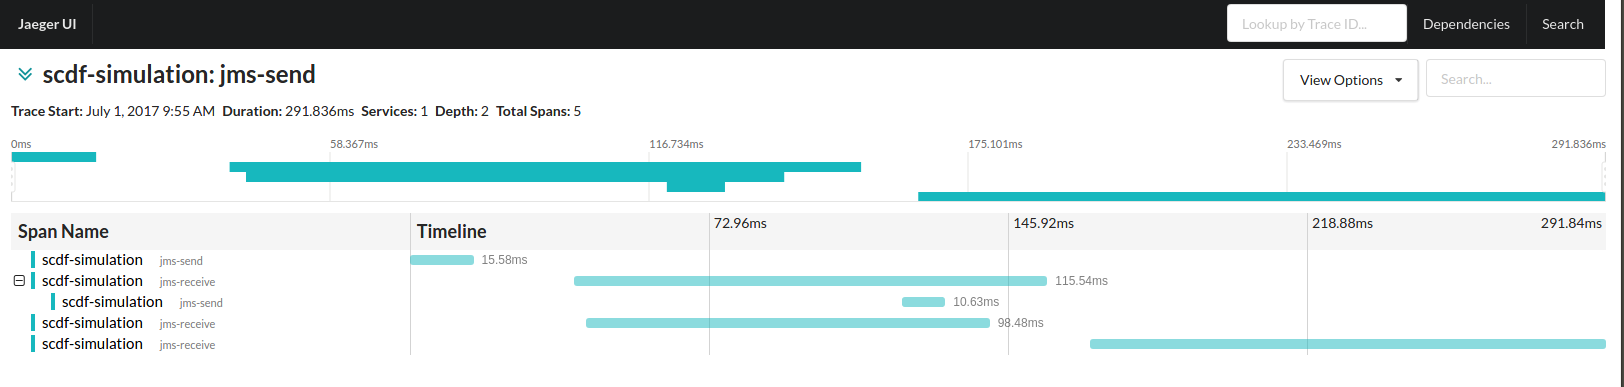 Jaeger UI Lookup by Trace ID... Dependencies Search
scdf-simulation: jms-send View Options Search...
Trace Start: July 1, 2017 9:55 AM Duration: 291.836ms Services: 1 Depth: 2 Total Spans: 5
0ms 58.367ms 116.734ms 175.101ms 233.469ms 291.836ms
Span Name Timeline 72.96ms 145.92ms 218.88ms 291.84ms
scdf-simulation jms-send 15.58ms
scdf-simulation jms-receive 115.54ms
scdf-simulation jms-send 10.63ms
scdf-simulation jms-receive 98.48ms
scdf-simulation jms-receive